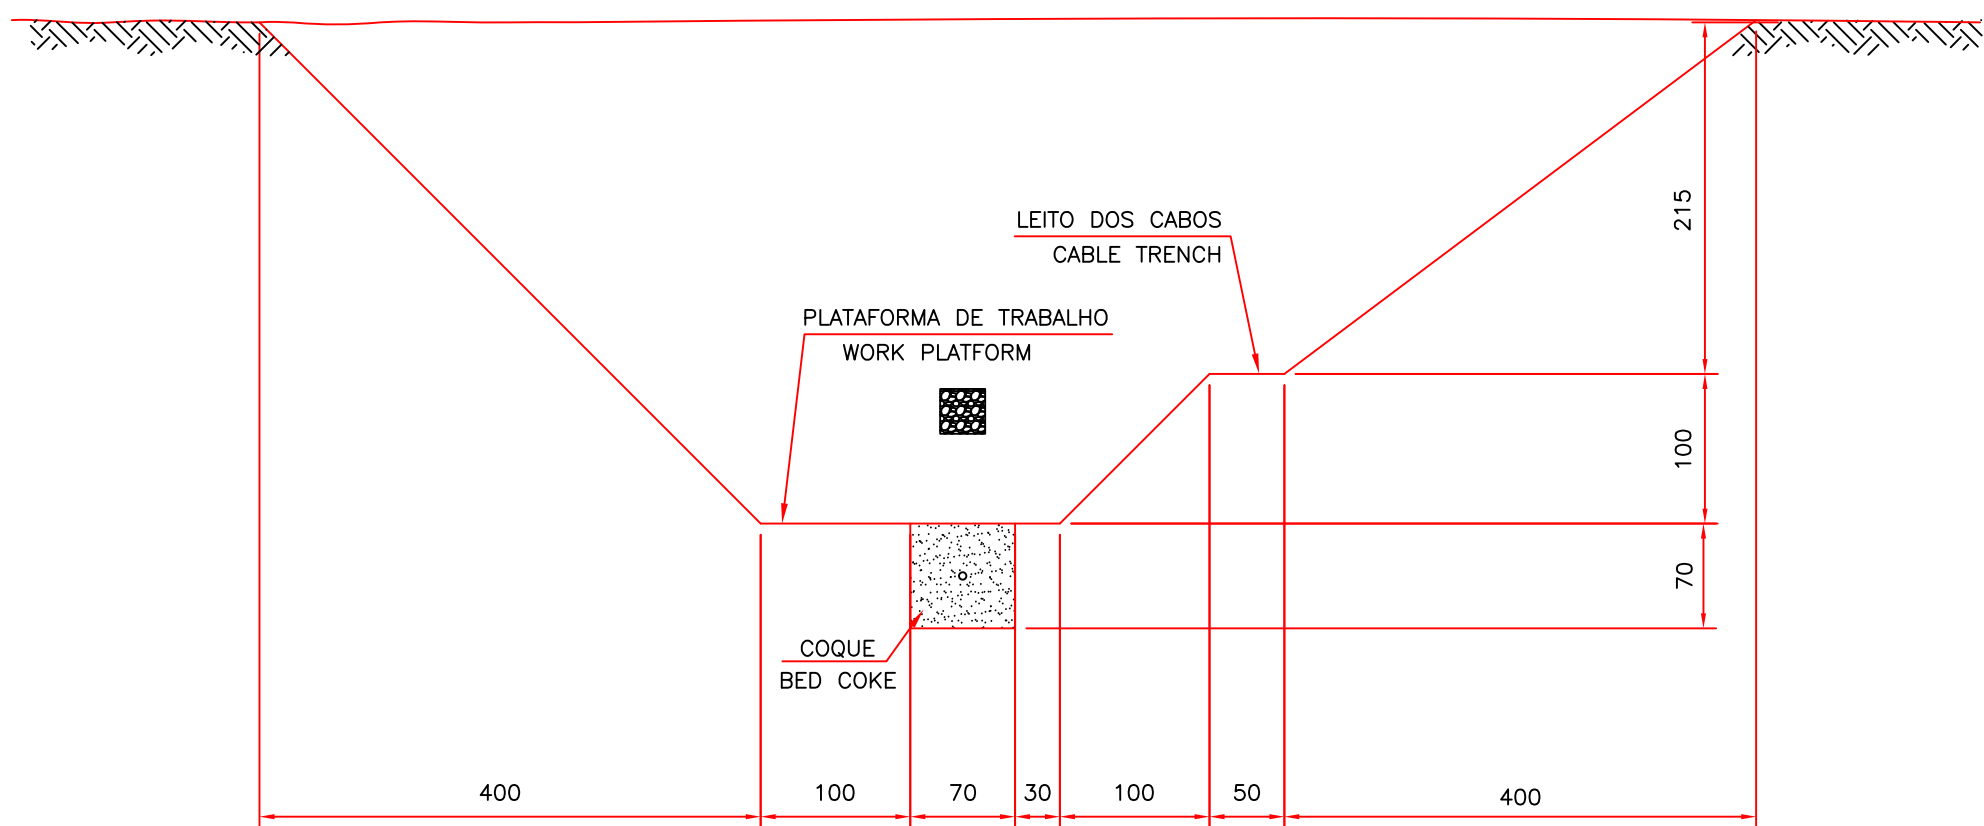 215
LEITO DOS CABOS
CABLE TRENCH
PLATAFORMA DE TRABALHO
WORK PLATFORM
100
70
COQUE
BED COKE
400
100
70
30
100
50
400